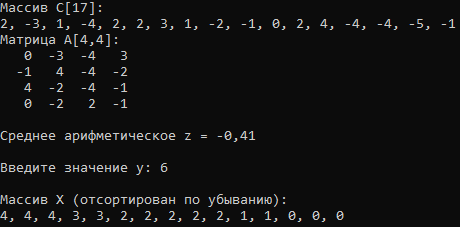 Массив C[17]:
2, -3, 1, -4, 2, 2, 3, 1, -2, -1, 0, 2, 4, -4, -4, -5, -1
Матрица A[4,4]:
0 -3 -4 3
-1 4 -4 -2
4 -2 -4 -1
0 -2 2 -1
Среднее арифметическое z = -0,41
Введите значение y: 6
Массив X (отсортирован по убыванию):
4, 4, 4, 3, 3, 2, 2, 2, 2, 2, 1, 1, 0, 0, 0